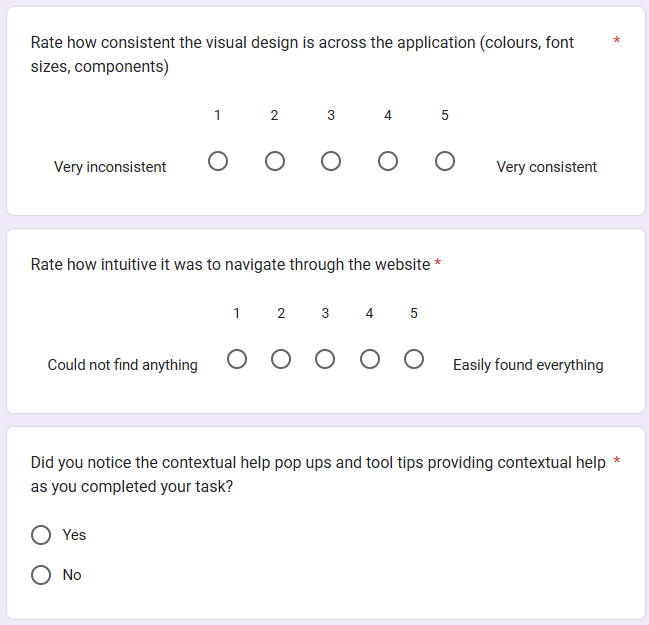 Rate how consistent the visual design is across the application (colours, font *
sizes, components)
1 2 3 4 5
Very inconsistent Very consistent
Rate how intuitive it was to navigate through the website *
1 2 3 4 5
Could not find anything Easily found everything
Did you notice the contextual help pop ups and tool tips providing contextual help *
as you completed your task?
Yes
No